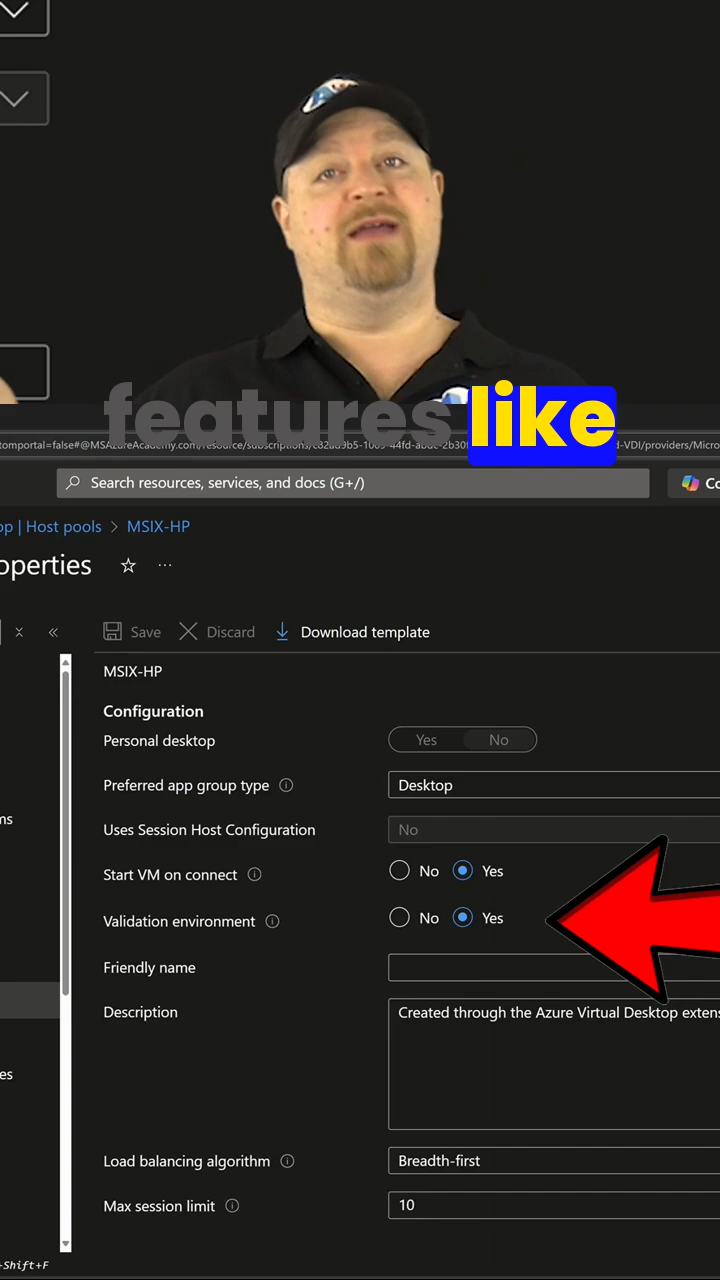 features like
Search resources, services, and docs (G+/)
Host pools > MSIX-HP
operties
Save Discard Download template
MSIX-HP
Configuration
Personal desktop Yes No
Preferred app group type Desktop
Uses Session Host Configuration No
Start VM on connect No Yes
Validation environment No Yes
Friendly name
Description Created through the Azure Virtual Desktop extens
Load balancing algorithm Breadth-first
Max session limit 10
+Shift+F